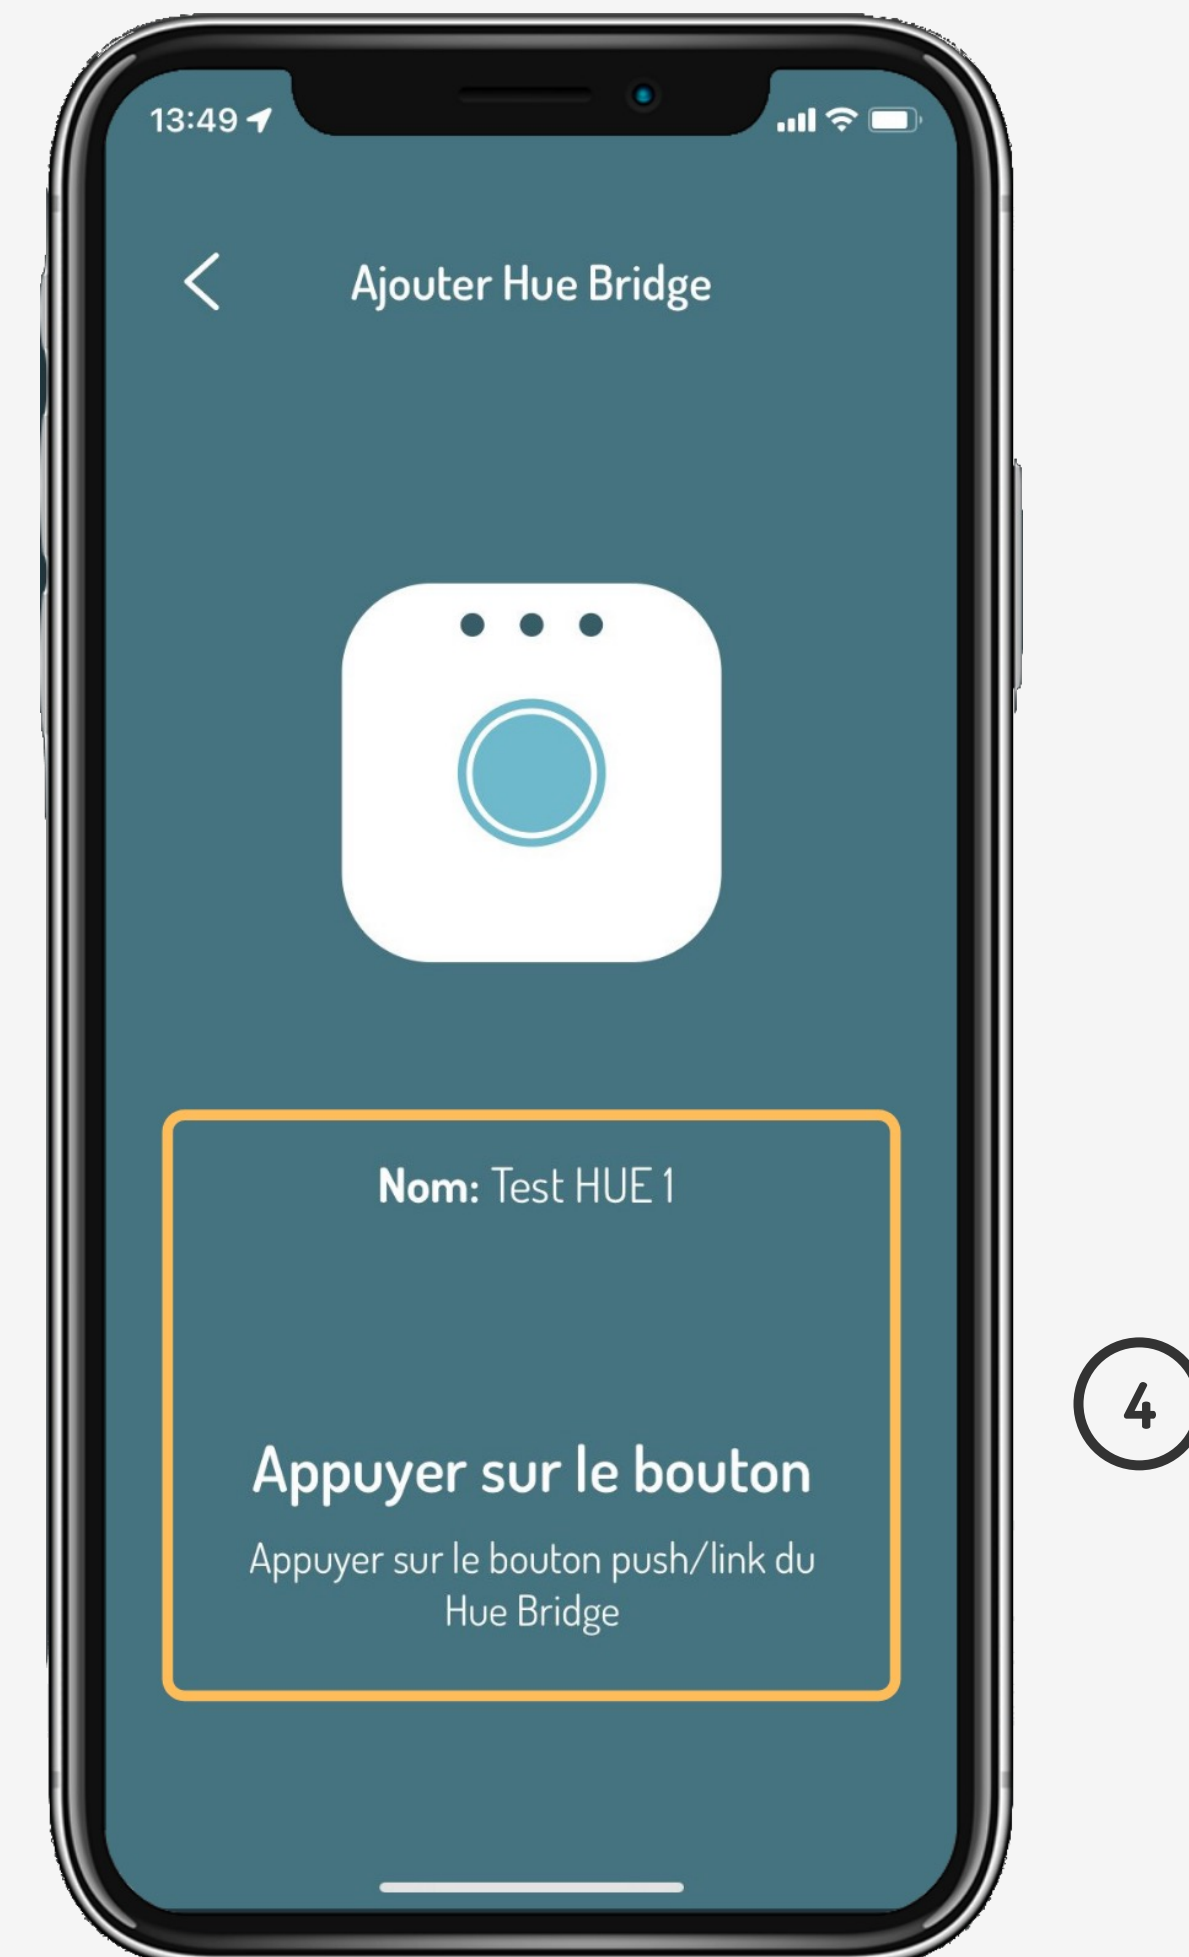 13:49
Ajouter Hue Bridge
Nom: Test HUE 1
Appuyer sur le bouton
Appuyer sur le bouton push/link du
Hue Bridge
4